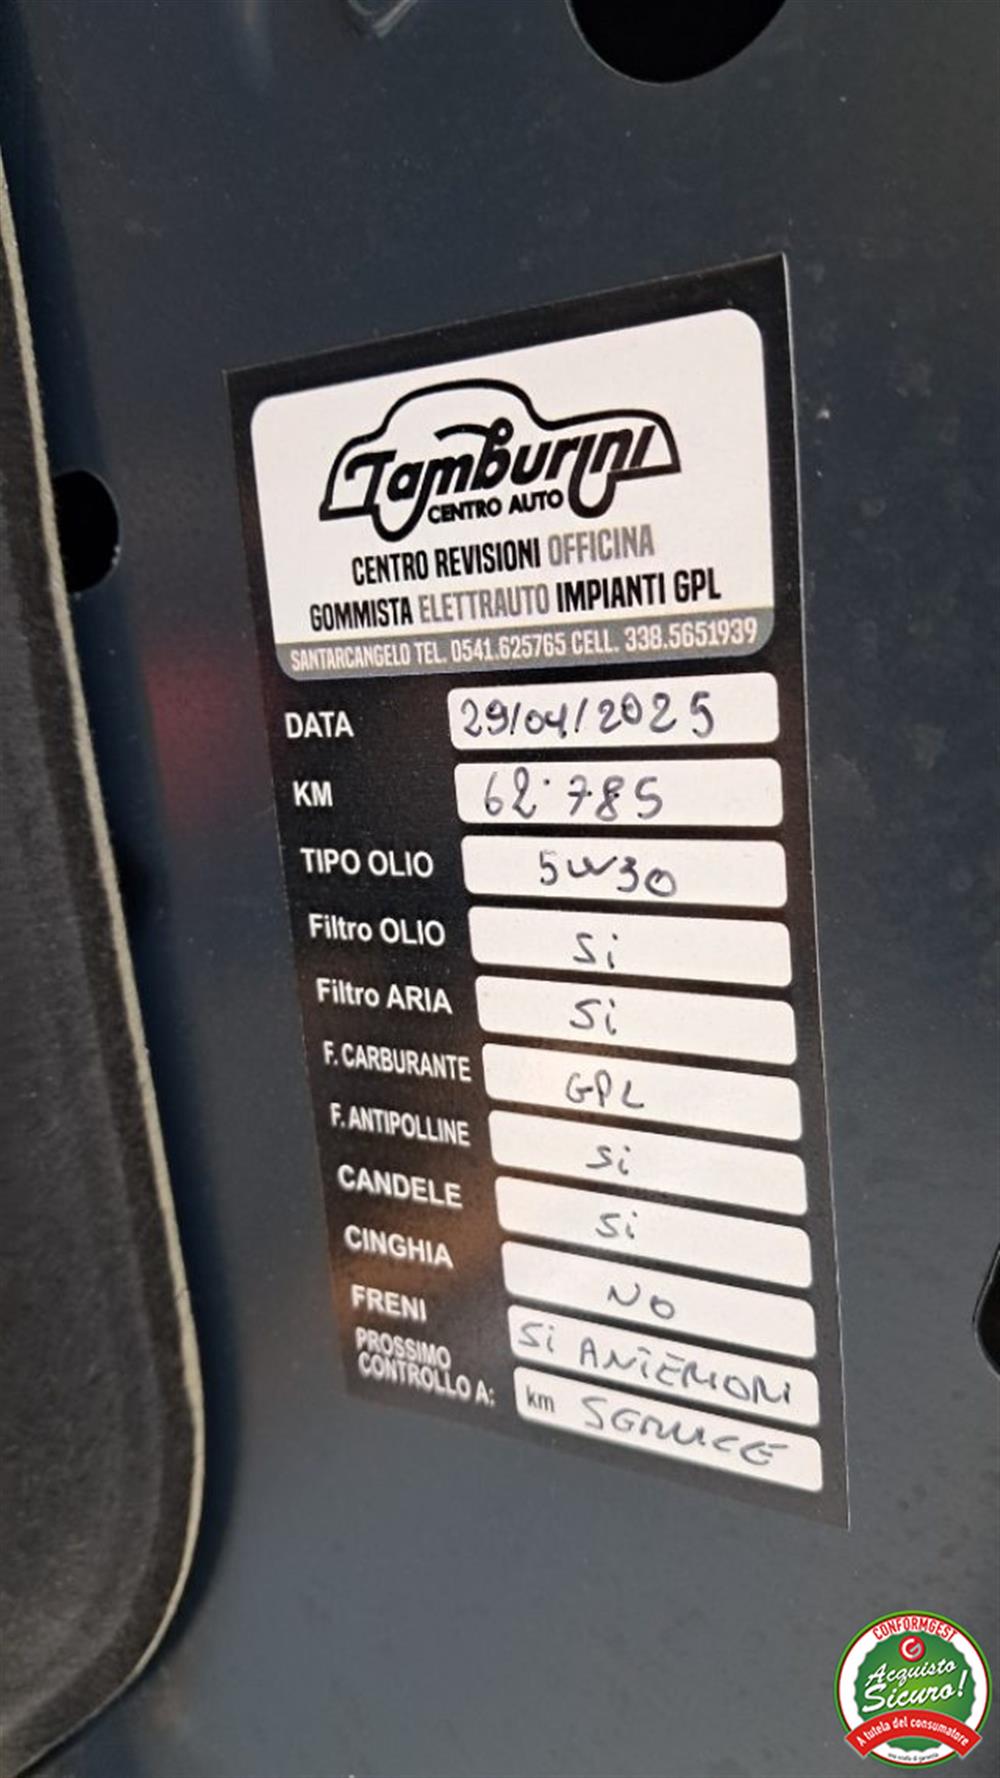 Tamburini
CENTRO AUTO
CENTRO REVISIONI OFFICINA
GOMMISTA ELETTRAUTO IMPIANTI GPL
SANTARCANGELO TEL. 0541.625765 CELL. 338.5651939
DATA 29/04/2025
KM 62.785
TIPO OLIO 5W30
Filtro OLIO Si
Filtro ARIA Si
F. CARBURANTE GPL
F. ANTIPOLLINE Si
CANDELE Si
CINGHIA NO
FRENI Si ANTERIORI
PROSSIMO
CONTROLLO A: km
CONFORMGEST
Acquisto
Sicuro!
A tutela del consumatore